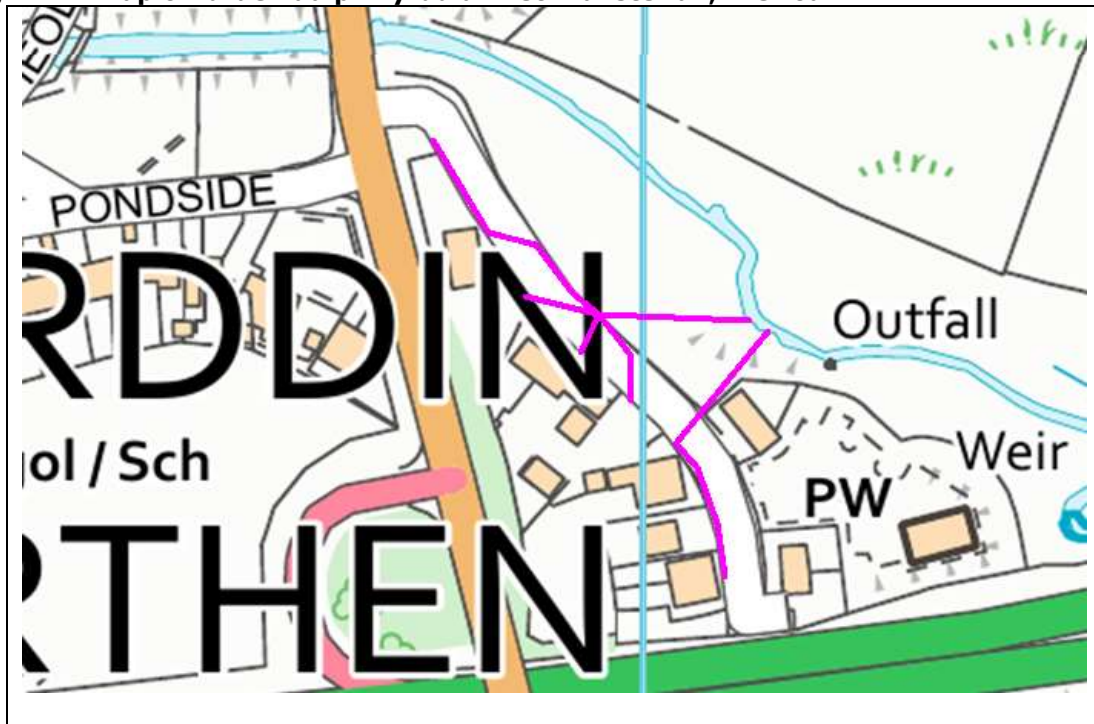 PONDSIDE
RDDIN
Outfall
gol / Sch
Weir
PW
RTHEN